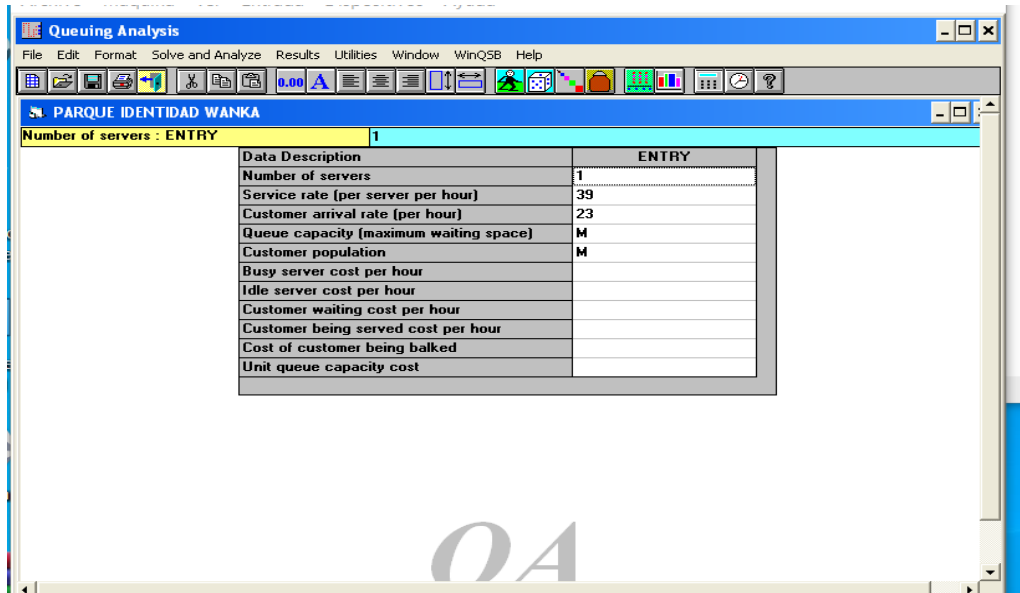 Queuing Analysis
File Edit Format Solve and Analyze Results Utilities Window WinQSB Help
0.00 A
PARQUE IDENTIDAD WANKA
Number of servers : ENTRY 1
Data Description ENTRY
Number of servers 1
Service rate (per server per hour) 39
Customer arrival rate (per hour) 23
Queue capacity (maximum waiting space) M
Customer population M
Busy server cost per hour
Idle server cost per hour
Customer waiting cost per hour
Customer being served cost per hour
Cost of customer being balked
Unit queue capacity cost
QA